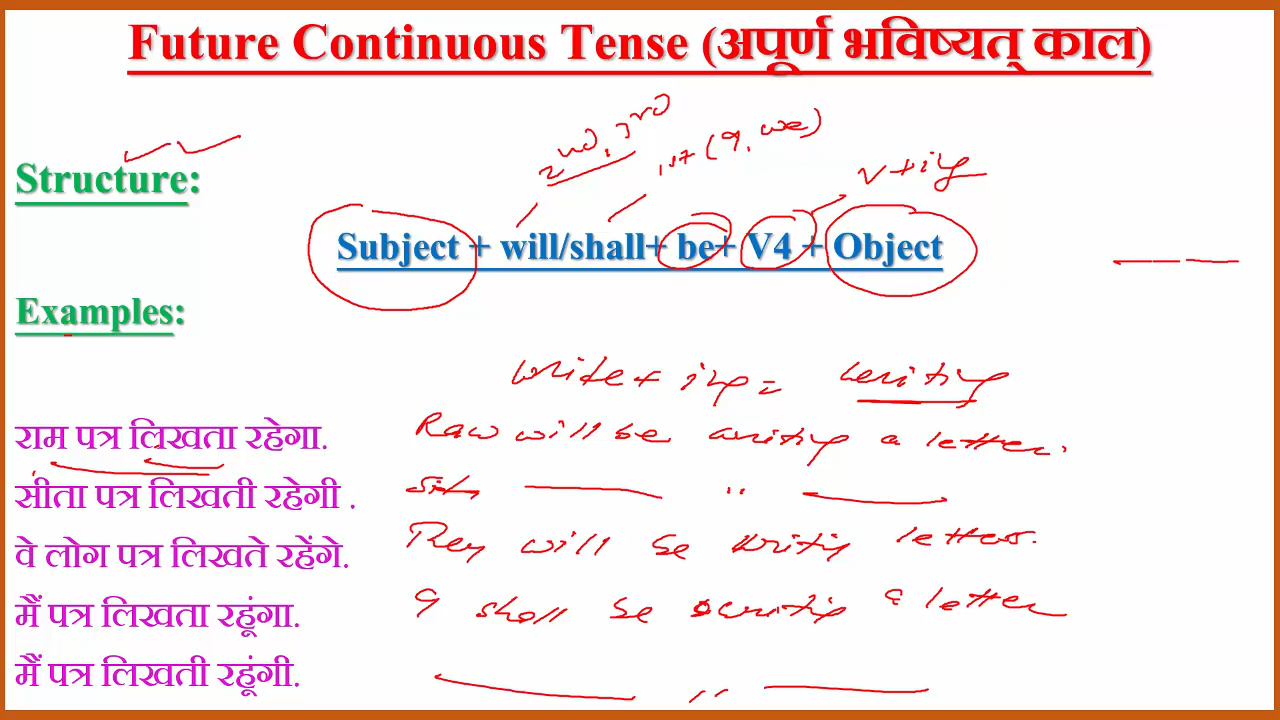 Future Continuous Tense (अपूर्ण भविष्यत् काल)
2nd, 3rd
1st (I, we)
V+ing
Structure:
Subject + will/shall+ be+ V4 + Object
Examples:
write + ing = writing
राम पत्र लिखता रहेगा. Ram will be writing a letter.
सीता पत्र लिखती रहेगी . Sita — " —
वे लोग पत्र लिखते रहेंगे. They will be writing letters.
मैं पत्र लिखता रहूंगा. I shall be writing a letter
मैं पत्र लिखती रहूंगी. — " —